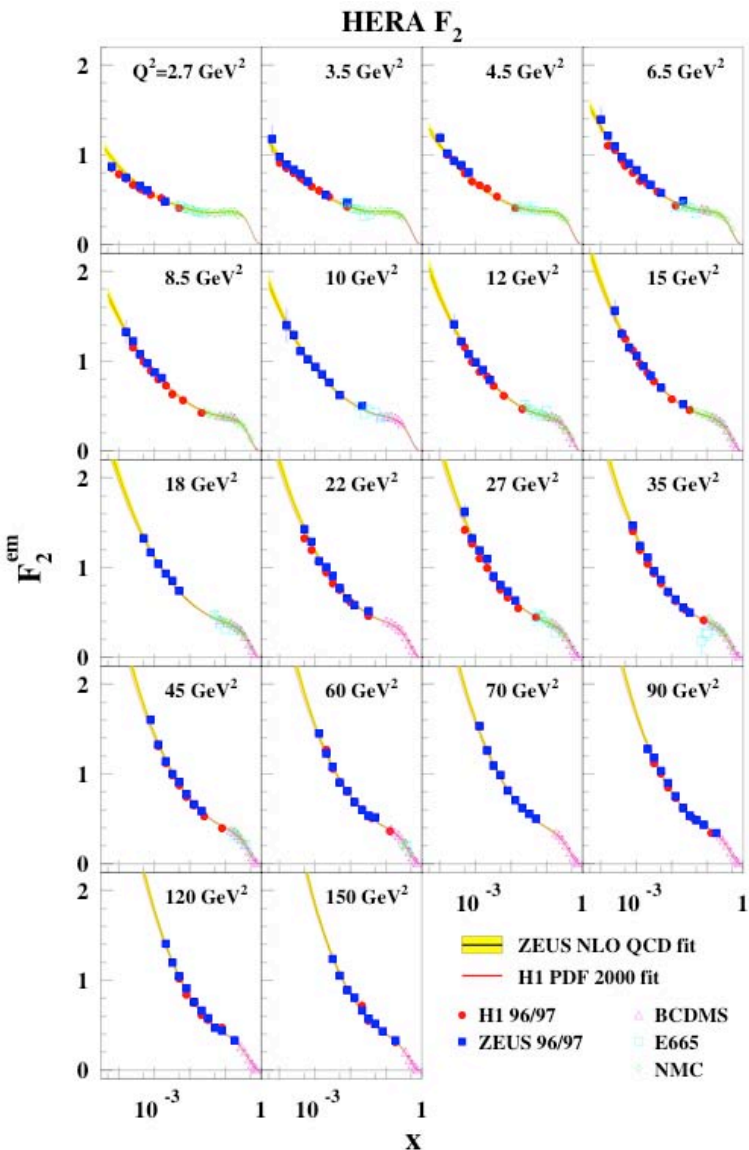 HERA F₂
2
1
0
Q²=2.7 GeV²
3.5 GeV²
4.5 GeV²
6.5 GeV²
2
1
0
8.5 GeV²
10 GeV²
12 GeV²
15 GeV²
F₂ᵉᵐ
2
1
0
18 GeV²
22 GeV²
27 GeV²
35 GeV²
2
1
0
45 GeV²
60 GeV²
70 GeV²
90 GeV²
2
1
0
120 GeV²
150 GeV²
10⁻³ 1 10⁻³ 1
ZEUS NLO QCD fit
H1 PDF 2000 fit
H1 96/97
ZEUS 96/97
BCDMS
E665
NMC
10⁻³ 1 10⁻³ 1
x